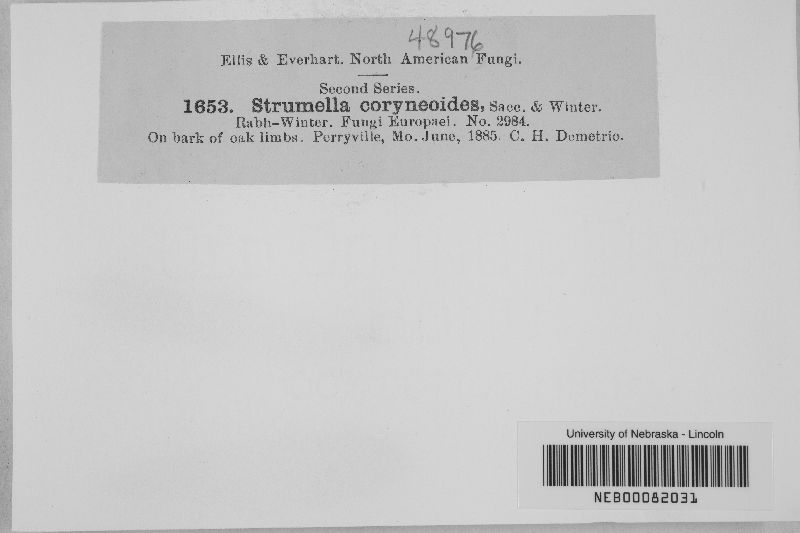 48976
Ellis & Everhart. North American Fungi.
Second Series.
1653. Strumella coryneoides, Sacc. & Winter.
Rabh-Winter. Fungi Europaei. No. 2984.
On bark of oak limbs. Perryville, Mo. June, 1885. C. H. Demetrio.
University of Nebraska - Lincoln
NEB00082031